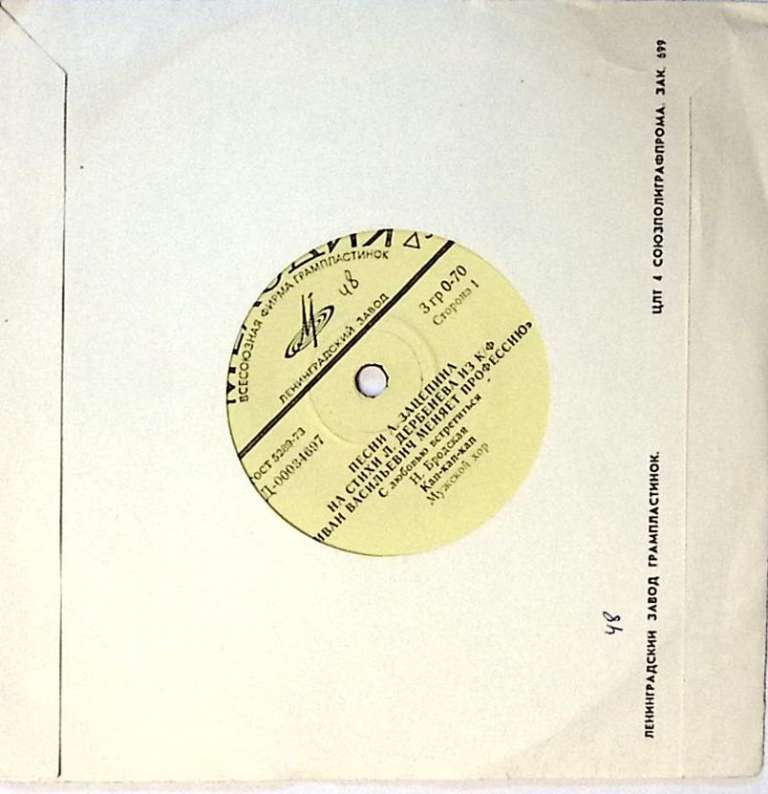 МЕЛОДИЯ
ВСЕСОЮЗНАЯ ФИРМА ГРАМПЛАСТИНОК
48
ЛЕНИНГРАДСКИЙ ЗАВОД
3 гр 0-70
Сторона 1
ГОСТ 5289-73
ПЕСНИ А. ЗАЦЕПИНА
НА СТИХИ Л. ДЕРБЕНЕВА ИЗ К/Ф
ИВАН ВАСИЛЬЕВИЧ МЕНЯЕТ ПРОФЕССИЮ»
С любовью встретиться
Н. Бродская
Кап-кап-кап
Мужской хор
ЦПТ 4 СОЮЗПОЛИГРАФПРОМА. ЗАК. 699
ЛЕНИНГРАДСКИЙ ЗАВОД ГРАМПЛАСТИНОК.
48